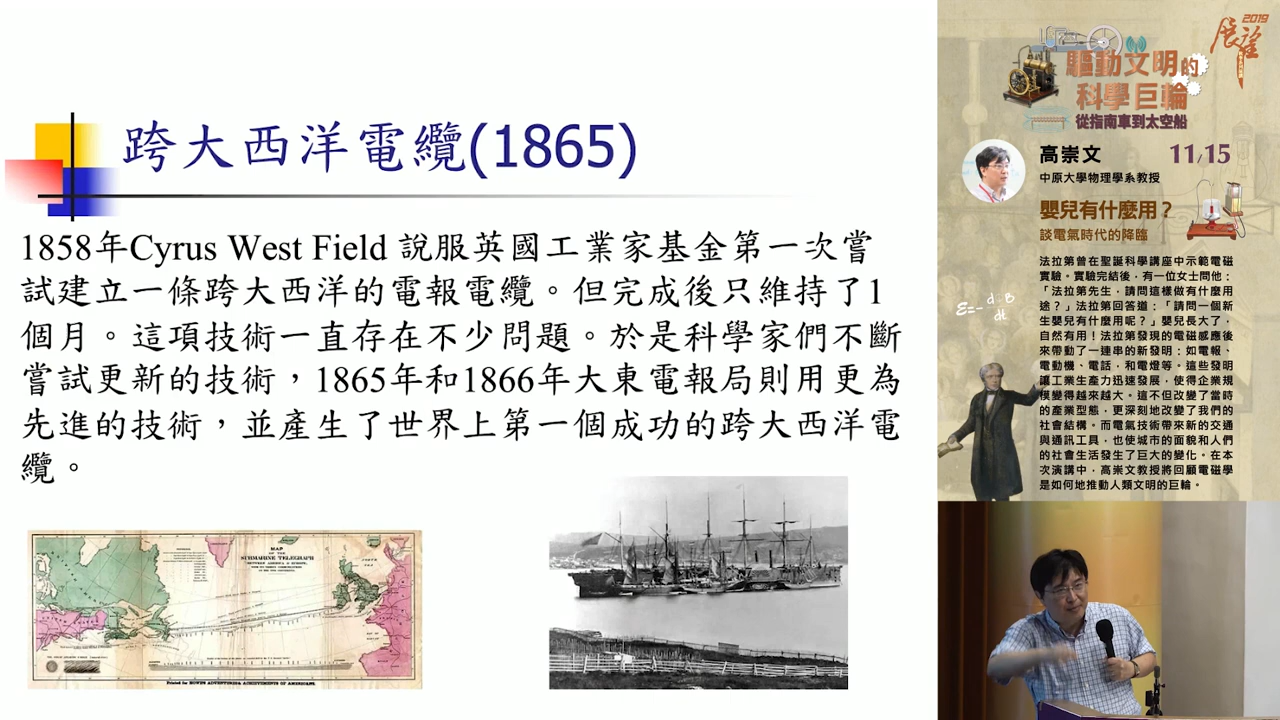 跨大西洋電纜(1865)
1858年Cyrus West Field 說服英國工業家基金第一次嘗
試建立一條跨大西洋的電報電纜。但完成後只維持了1
個月。這項技術一直存在不少問題。於是科學家們不斷
嘗試更新的技術，1865年和1866年大東電報局則用更為
先進的技術，並產生了世界上第一個成功的跨大西洋電
纜。
MAP
OF THE
SUBMARINE TELEGRAPH
BETWEEN AMERICA & EUROPE,
Printed for HOWE'S ADVENTURES & ACHIEVEMENTS OF AMERICANS.
2019
展望
驅動文明的
科學巨輪
從指南車到太空船
高崇文
11/15
中原大學物理學系教授
嬰兒有什麼用？
談電氣時代的降臨
法拉第曾在聖誕科學講座中示範電磁
實驗。實驗完結後，有一位女士問他：
「法拉第先生，請問這樣做有什麼用
途？」法拉第回答道：「請問一個新
生嬰兒有什麼用呢？」嬰兒長大了，
自然有用！法拉第發現的電磁感應後
來帶動了一連串的新發明：如電報、
電動機、電話，和電燈等。這些發明
讓工業生產力迅速發展，使得企業規
模變得越來越大。這不但改變了當時
的產業型態，更深刻地改變了我們的
社會結構。而電氣技術帶來新的交通
與通訊工具，也使城市的面貌和人們
的社會生活發生了巨大的變化。在本
次演講中，高崇文教授將回顧電磁學
是如何地推動人類文明的巨輪。